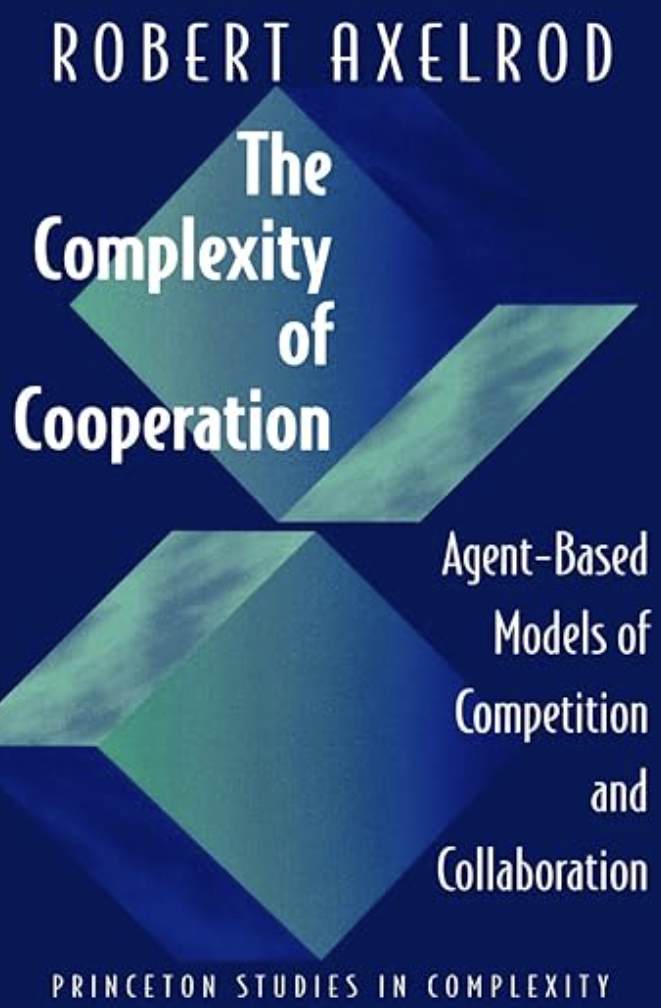 ROBERT AXELROD
The
Complexity
of
Cooperation
Agent-Based
Models of
Competition
and
Collaboration
PRINCETON STUDIES IN COMPLEXITY